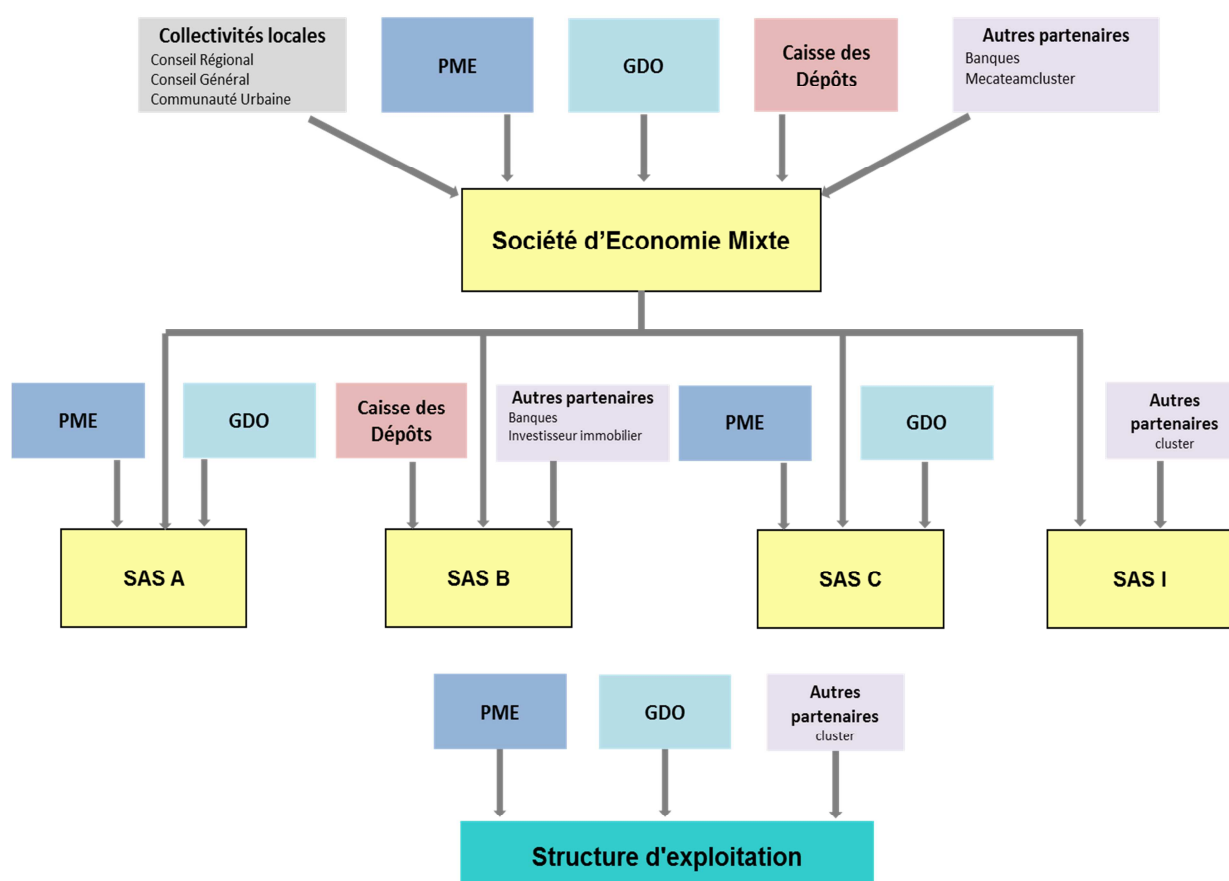 Collectivités locales
Conseil Régional
Conseil Général
Communauté Urbaine
PME
GDO
Caisse des
Dépôts
Autres partenaires
Banques
Mecateamcluster
Société d’Economie Mixte
PME
GDO
Caisse des
Dépôts
Autres partenaires
Banques
Investisseur immobilier
PME
GDO
Autres
partenaires
cluster
SAS A
SAS B
SAS C
SAS I
PME
GDO
Autres
partenaires
cluster
Structure d'exploitation